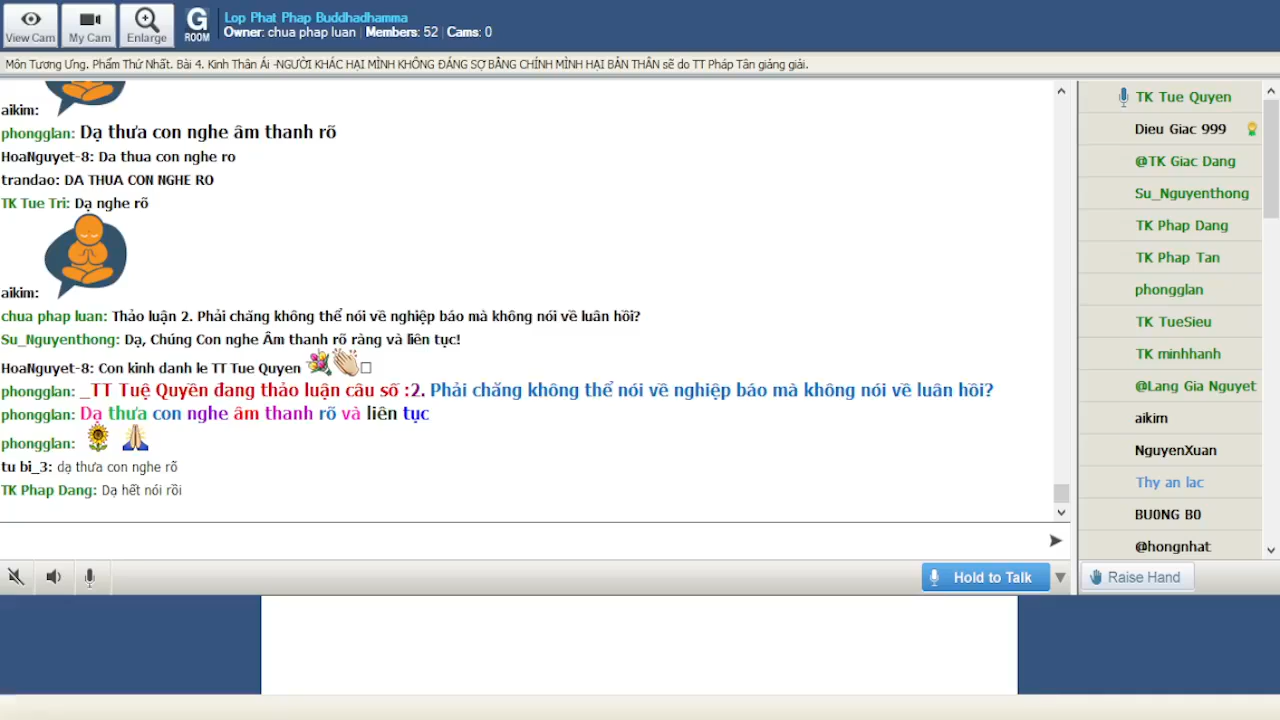 View Cam
My Cam
Enlarge
G
ROOM
Lop Phat Phap Buddhadhamma
Owner: chua phap luan | Members: 52 | Cams: 0
Môn Tương Ưng. Phẩm Thứ Nhất. Bài 4. Kinh Thân Ái -NGƯỜI KHÁC HẠI MÌNH KHÔNG ĐÁNG SỢ BẰNG CHÍNH MÌNH HẠI BẢN THÂN sẽ do TT Pháp Tân giảng giải.
aikim:
phongglan: Dạ thưa con nghe âm thanh rõ
HoaNguyet-8: Da thua con nghe ro
trandao: DA THUA CON NGHE RO
TK Tue Tri: Dạ nghe rõ
aikim:
chua phap luan: Thảo luận 2. Phải chăng không thể nói về nghiệp báo mà không nói về luân hồi?
Su_Nguyenthong: Dạ, Chúng Con nghe Âm thanh rõ ràng và liên tục!
HoaNguyet-8: Con kinh danh le TT Tue Quyen
phongglan: _TT Tuệ Quyền đang thảo luận câu số :2. Phải chăng không thể nói về nghiệp báo mà không nói về luân hồi?
phongglan: Dạ thưa con nghe âm thanh rõ và liên tục
phongglan:
tu bi_3: dạ thưa con nghe rõ
TK Phap Dang: Dạ hết nói rồi
TK Tue Quyen
Dieu Giac 999
@TK Giac Dang
Su_Nguyenthong
TK Phap Dang
TK Phap Tan
phongglan
TK TueSieu
TK minhhanh
@Lang Gia Nguyet
aikim
NguyenXuan
Thy an lac
BU0NG B0
@hongnhat
Hold to Talk
Raise Hand